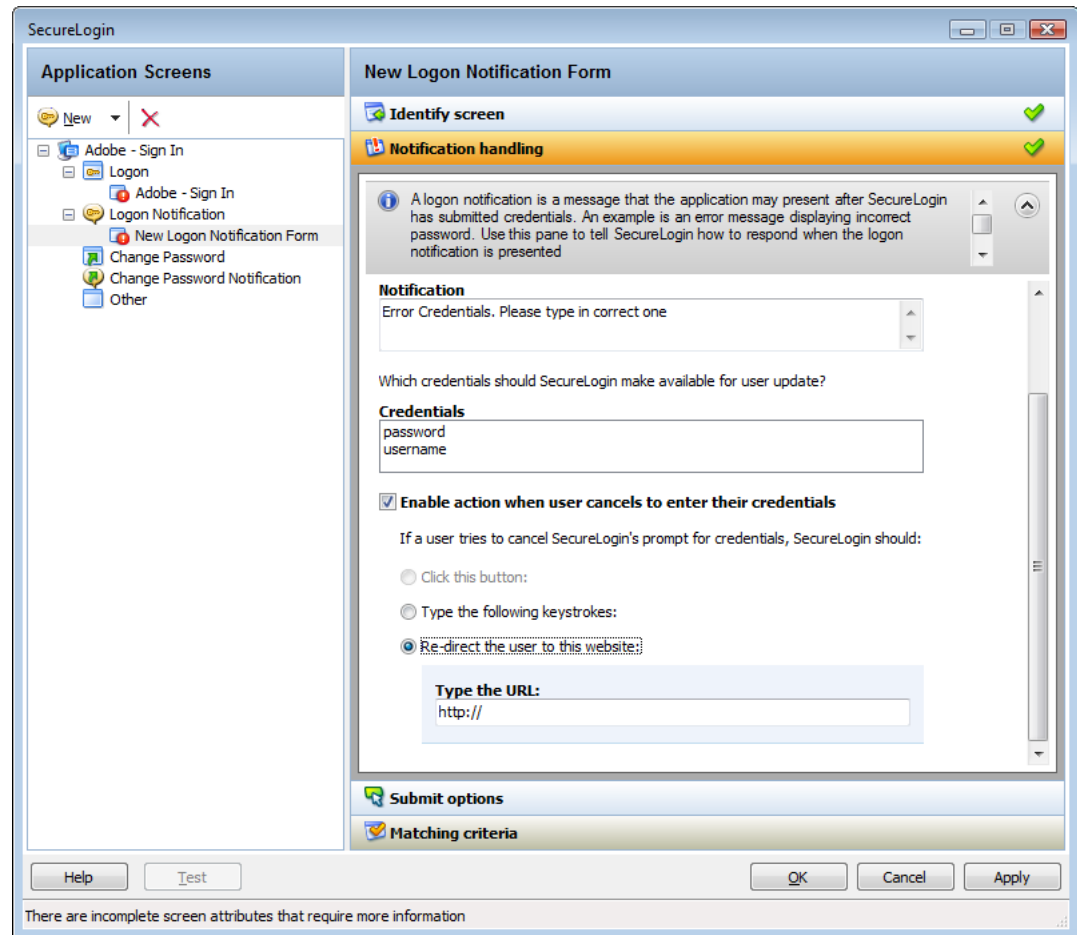 SecureLogin
Application Screens
New
Adobe - Sign In
Logon
Adobe - Sign In
Logon Notification
New Logon Notification Form
Change Password
Change Password Notification
Other
New Logon Notification Form
Identify screen
Notification handling
A logon notification is a message that the application may present after SecureLogin
has submitted credentials. An example is an error message displaying incorrect
password. Use this pane to tell SecureLogin how to respond when the logon
notification is presented
Notification
Error Credentials. Please type in correct one
Which credentials should SecureLogin make available for user update?
Credentials
password
username
Enable action when user cancels to enter their credentials
If a user tries to cancel SecureLogin's prompt for credentials, SecureLogin should:
Click this button:
Type the following keystrokes:
Re-direct the user to this website:
Type the URL:
http://
Submit options
Matching criteria
Help
Test
OK
Cancel
Apply
There are incomplete screen attributes that require more information